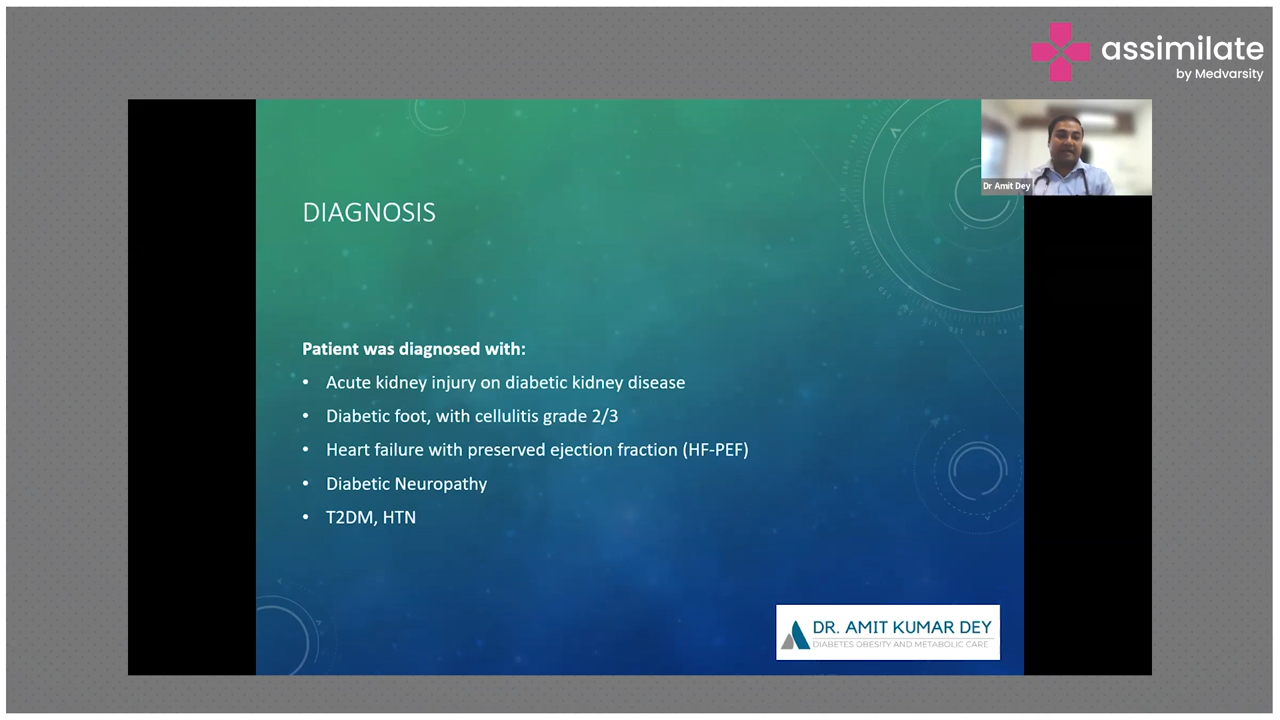 assimilate
by Medvarsity
Dr Amit Dey
DIAGNOSIS
Patient was diagnosed with:
• Acute kidney injury on diabetic kidney disease
• Diabetic foot, with cellulitis grade 2/3
• Heart failure with preserved ejection fraction (HF-PEF)
• Diabetic Neuropathy
• T2DM, HTN
DR. AMIT KUMAR DEY
DIABETES OBESITY AND METABOLIC CARE